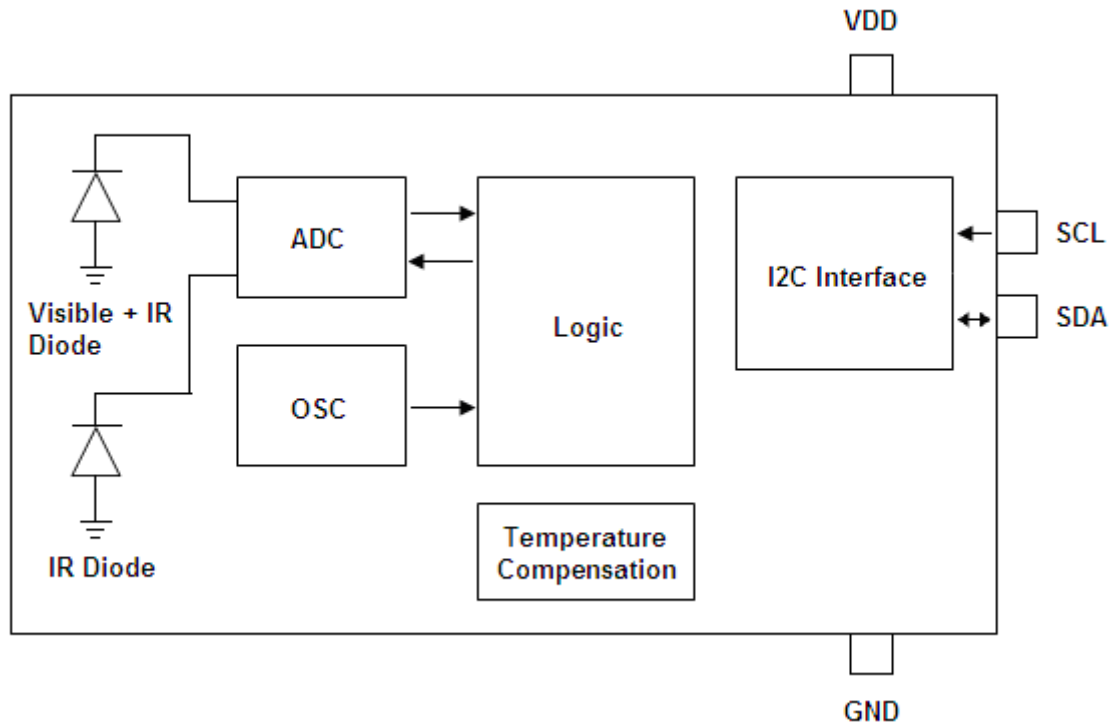 VDD
ADC
Visible + IR
Diode
OSC
IR Diode
Logic
Temperature
Compensation
I2C Interface
SCL
SDA
GND